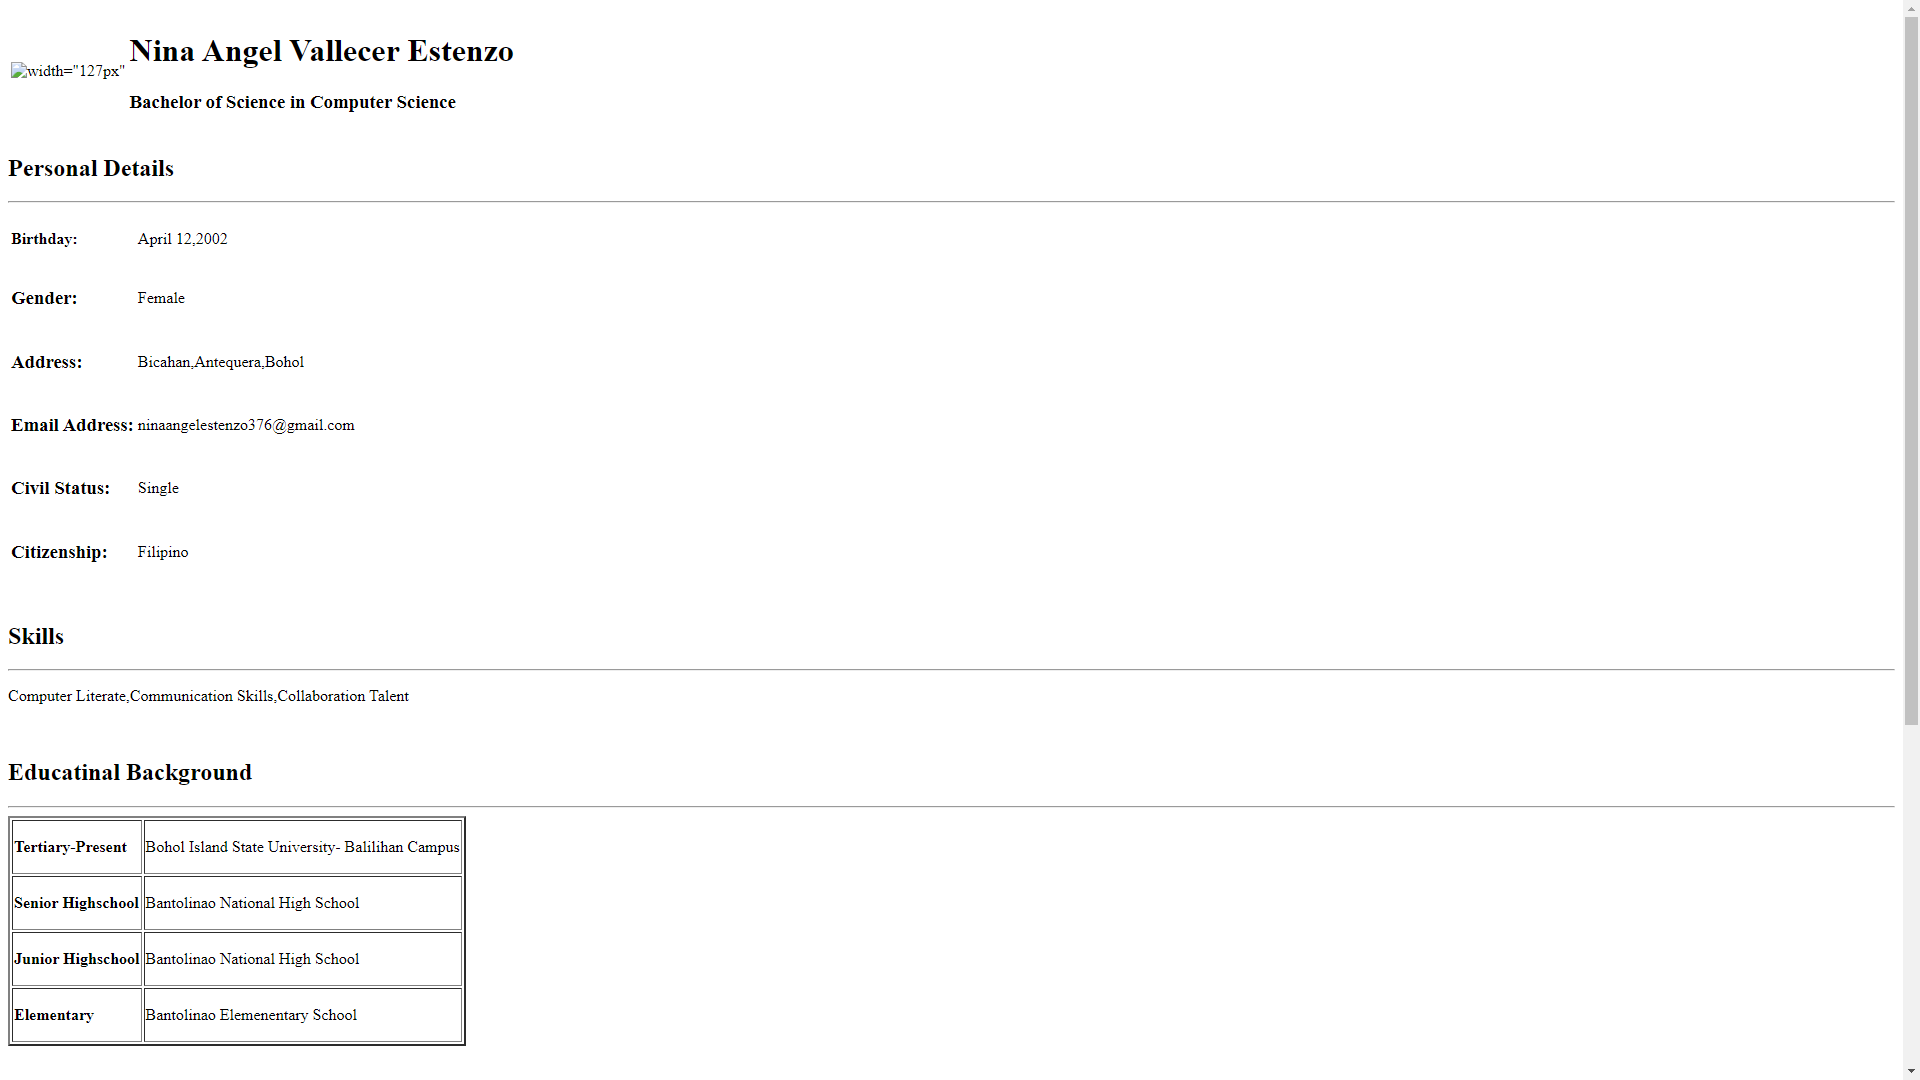 width="127px"
Nina Angel Vallecer Estenzo
Bachelor of Science in Computer Science
Personal Details
Birthday: April 12,2002
Gender: Female
Address: Bicahan,Antequera,Bohol
Email Address: ninaangelestenzo376@gmail.com
Civil Status: Single
Citizenship: Filipino
Skills
Computer Literate,Communication Skills,Collaboration Talent
Educatinal Background
Tertiary-Present Bohol Island State University- Balilihan Campus
Senior Highschool Bantolinao National High School
Junior Highschool Bantolinao National High School
Elementary Bantolinao Elemenentary School